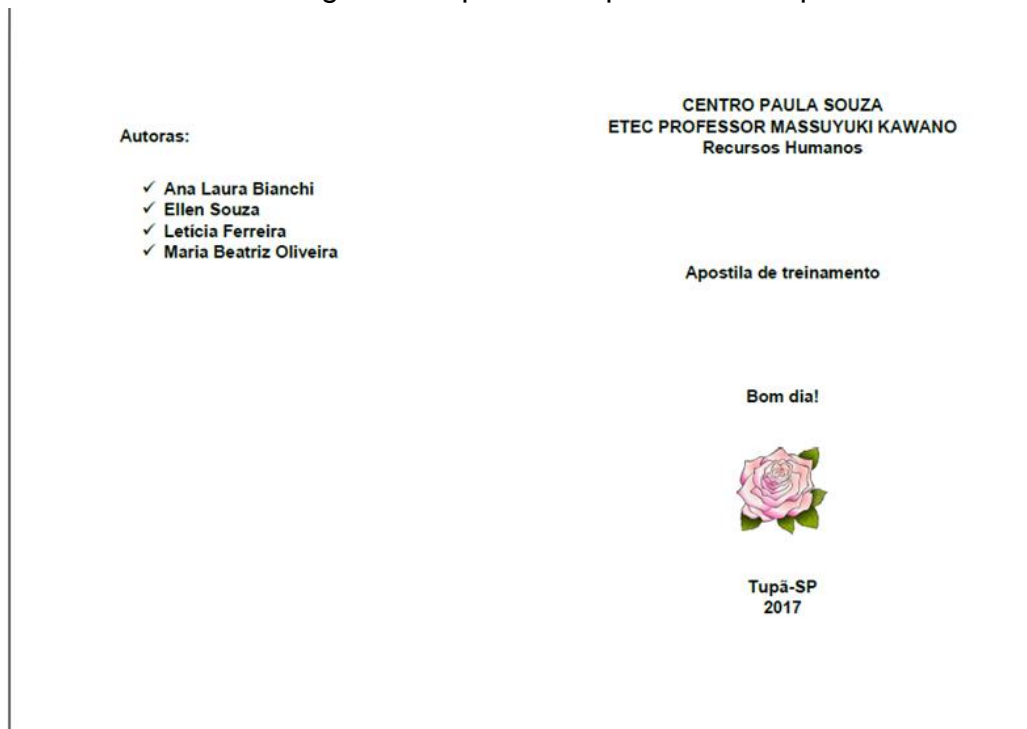 Autoras:
✓ Ana Laura Bianchi
✓ Ellen Souza
✓ Letícia Ferreira
✓ Maria Beatriz Oliveira
CENTRO PAULA SOUZA
ETEC PROFESSOR MASSUYUKI KAWANO
Recursos Humanos
Apostila de treinamento
Bom dia!
Tupã-SP
2017